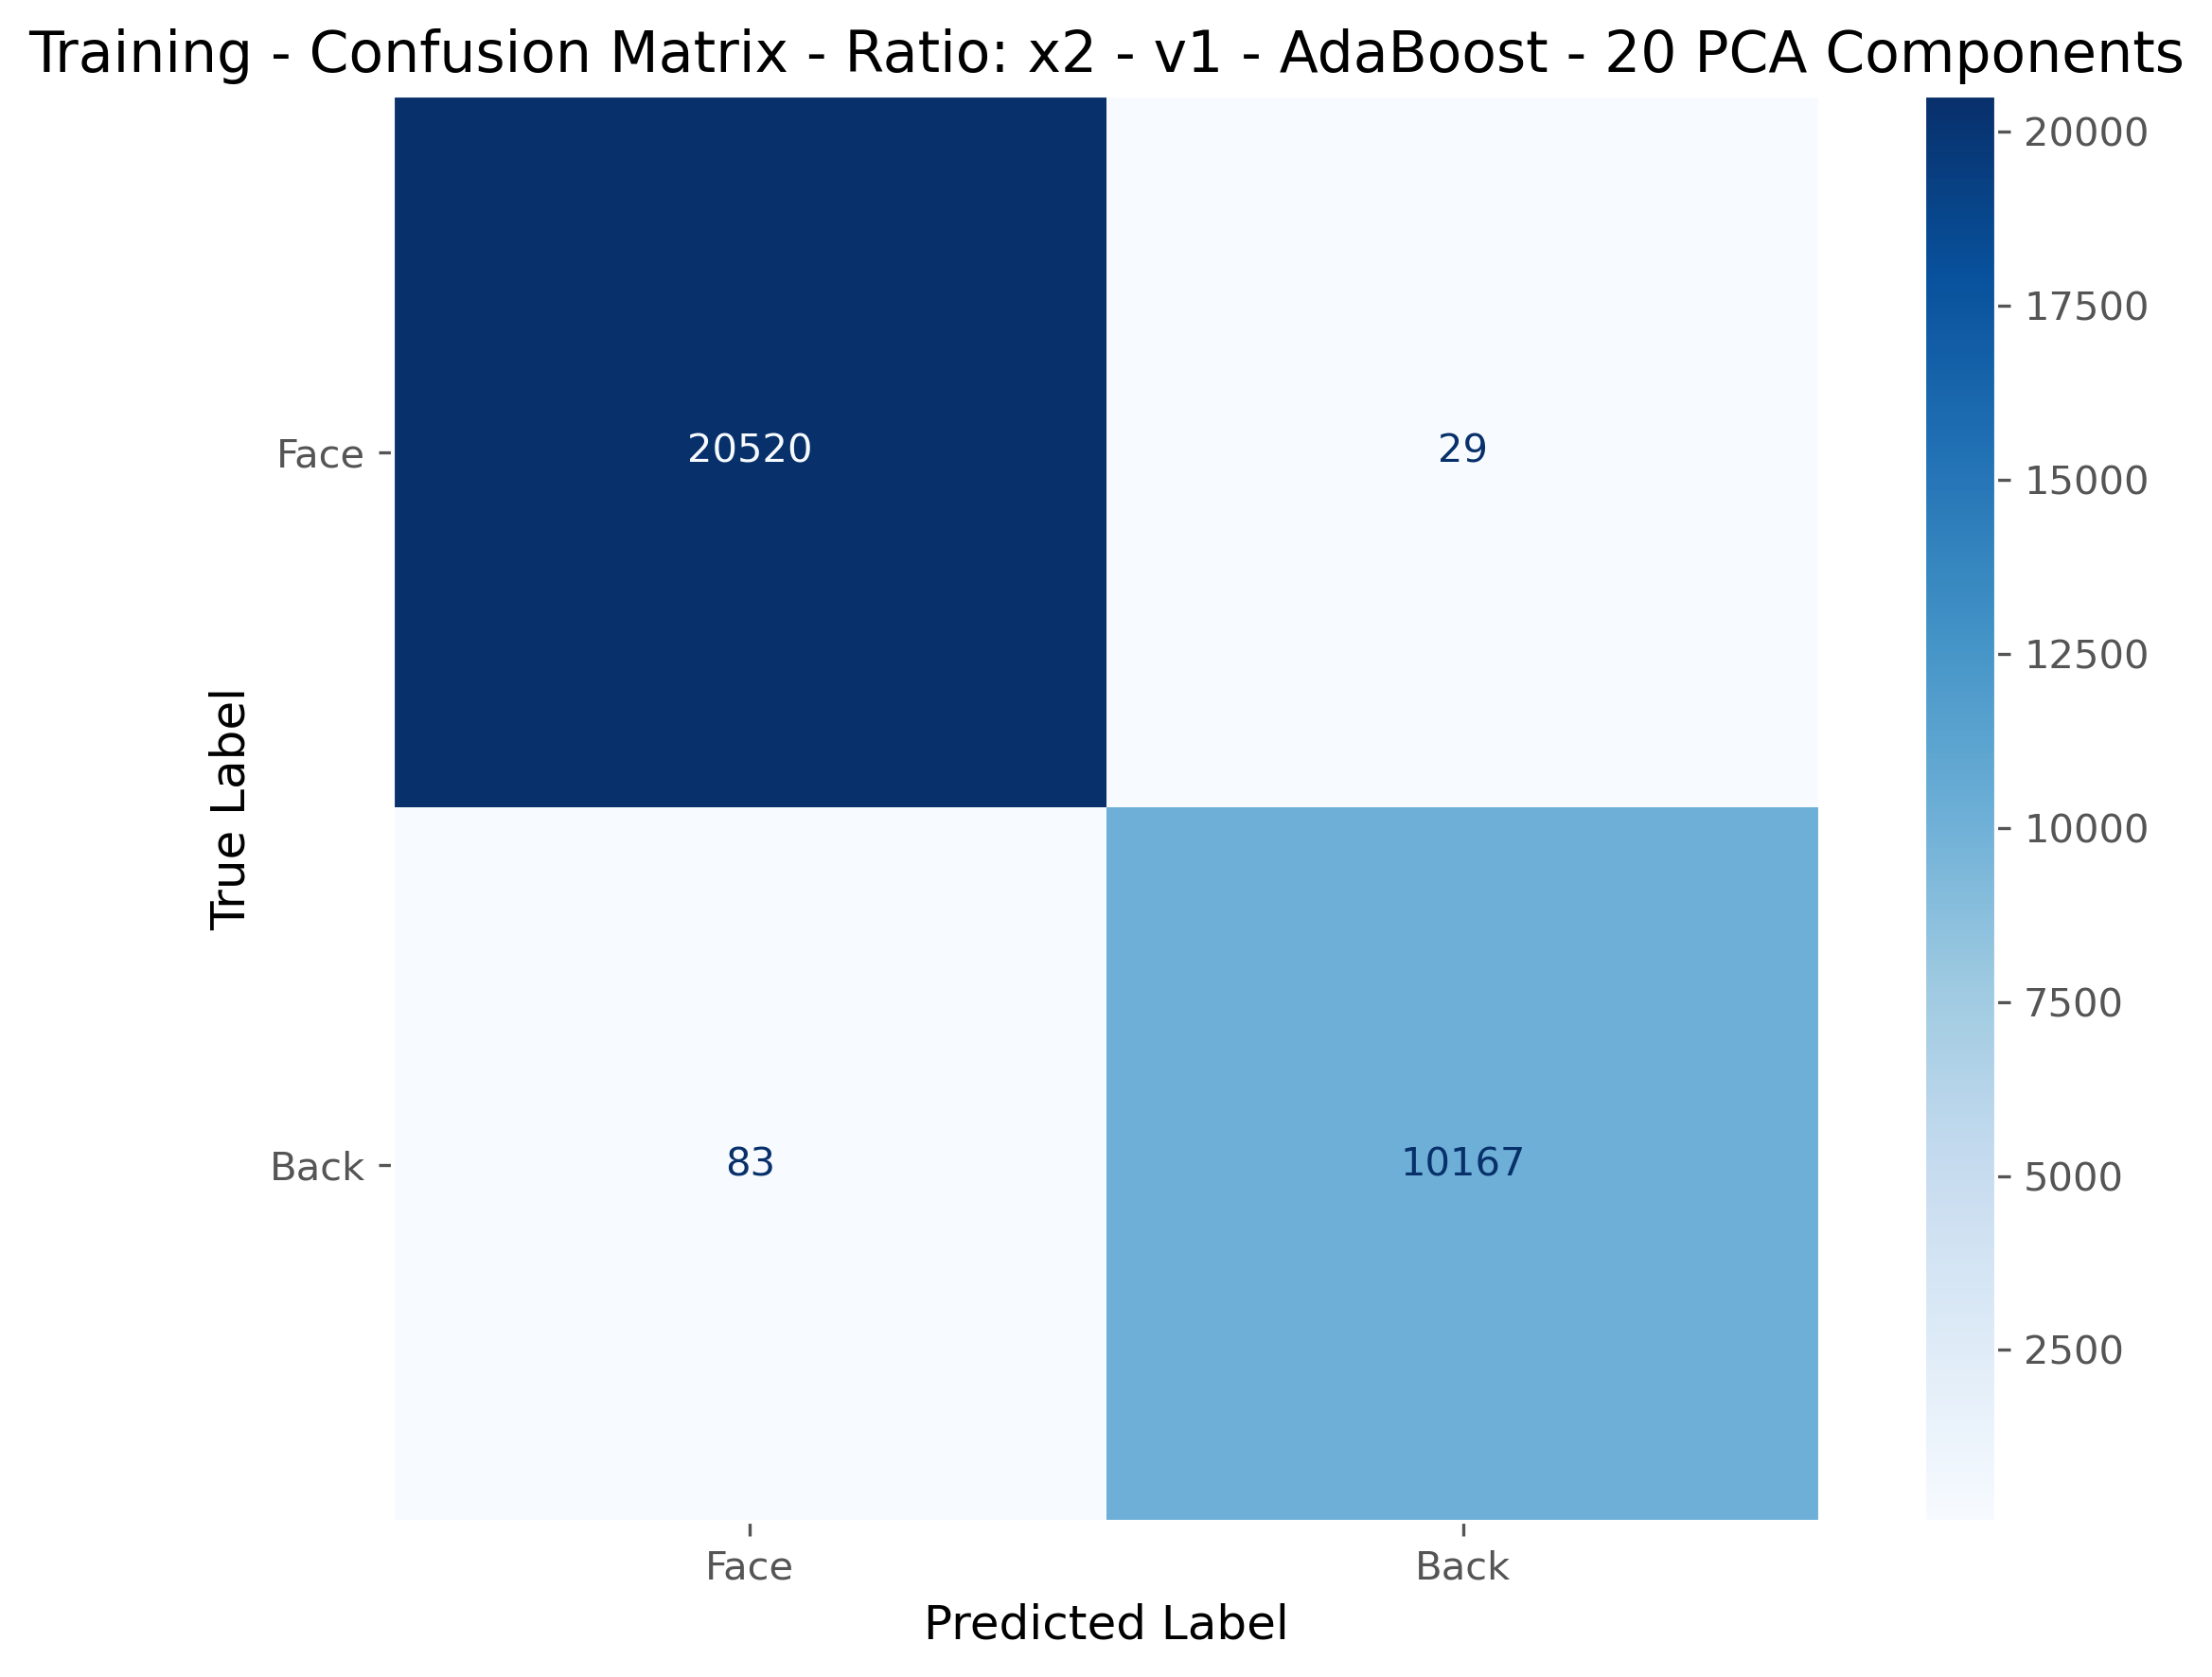 Training - Confusion Matrix - Ratio: x2 - v1 - AdaBoost - 20 PCA Components
True Label
Face
20520
29
Back
83
10167
Face
Back
Predicted Label
20000
17500
15000
12500
10000
7500
5000
2500